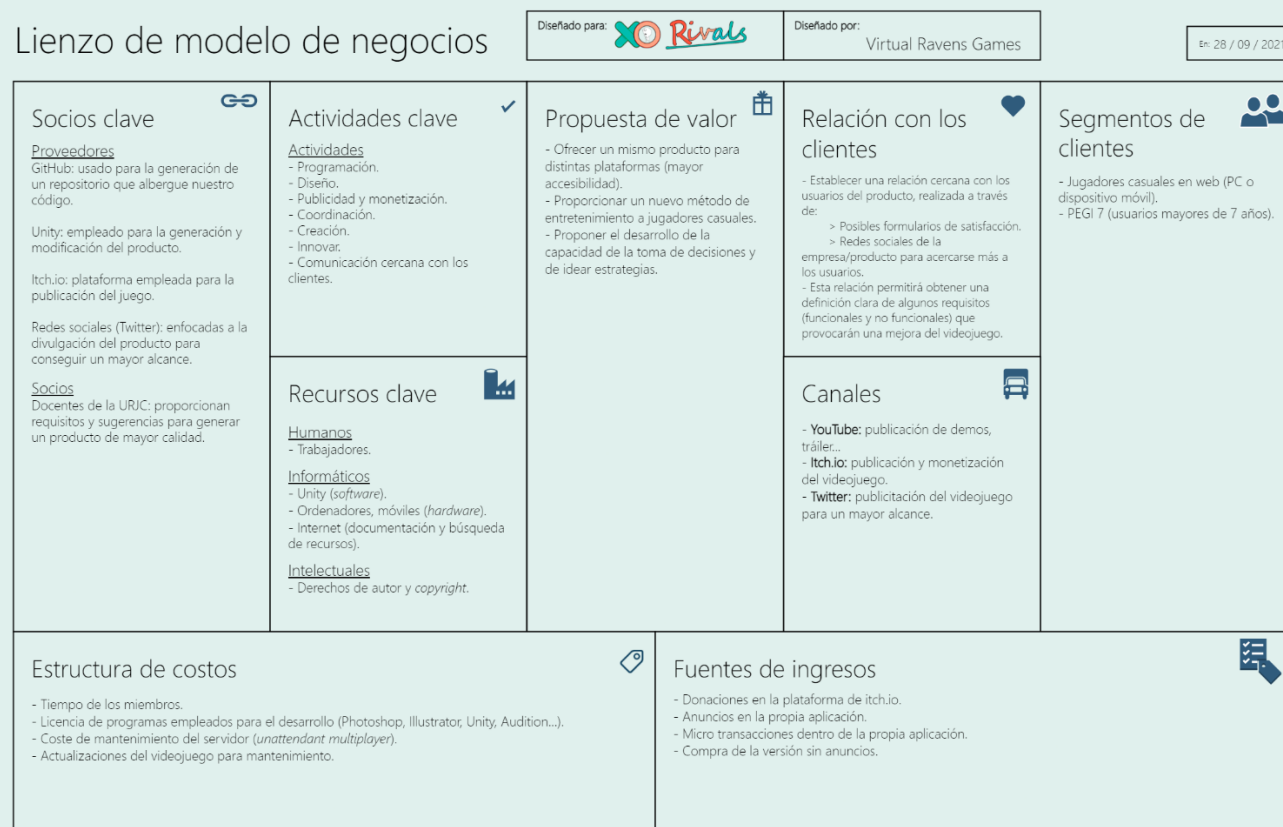 Lienzo de modelo de negocios
Diseñado para:
XO Rivals
Diseñado por:
Virtual Ravens Games
En: 28 / 09 / 2021
Socios clave
Proveedores
GitHub: usado para la generación de
un repositorio que albergue nuestro
código.
Unity: empleado para la generación y
modificación del producto.
Itch.io: plataforma empleada para la
publicación del juego.
Redes sociales (Twitter): enfocadas a la
divulgación del producto para
conseguir un mayor alcance.
Socios
Docentes de la URJC: proporcionan
requisitos y sugerencias para generar
un producto de mayor calidad.
Actividades clave
Actividades
- Programación.
- Diseño.
- Publicidad y monetización.
- Coordinación.
- Creación.
- Innovar.
- Comunicación cercana con los
clientes.
Recursos clave
Humanos
- Trabajadores.
Informáticos
- Unity (software).
- Ordenadores, móviles (hardware).
- Internet (documentación y búsqueda
de recursos).
Intelectuales
- Derechos de autor y copyright.
Propuesta de valor
- Ofrecer un mismo producto para
distintas plataformas (mayor
accesibilidad).
- Proporcionar un nuevo método de
entretenimiento a jugadores casuales.
- Proponer el desarrollo de la
capacidad de la toma de decisiones y
de idear estrategias.
Relación con los
clientes
- Establecer una relación cercana con los
usuarios del producto, realizada a través
de:
> Posibles formularios de satisfacción.
> Redes sociales de la
empresa/producto para acercarse más a
los usuarios.
- Esta relación permitirá obtener una
definición clara de algunos requisitos
(funcionales y no funcionales) que
provocarán una mejora del videojuego.
Canales
- YouTube: publicación de demos,
tráiler...
- Itch.io: publicación y monetización
del videojuego.
- Twitter: publicitación del videojuego
para un mayor alcance.
Segmentos de
clientes
- Jugadores casuales en web (PC o
dispositivo móvil).
- PEGI 7 (usuarios mayores de 7 años).
Estructura de costos
- Tiempo de los miembros.
- Licencia de programas empleados para el desarrollo (Photoshop, Illustrator, Unity, Audition...).
- Coste de mantenimiento del servidor (unattendant multiplayer).
- Actualizaciones del videojuego para mantenimiento.
Fuentes de ingresos
- Donaciones en la plataforma de itch.io.
- Anuncios en la propia aplicación.
- Micro transacciones dentro de la propia aplicación.
- Compra de la versión sin anuncios.